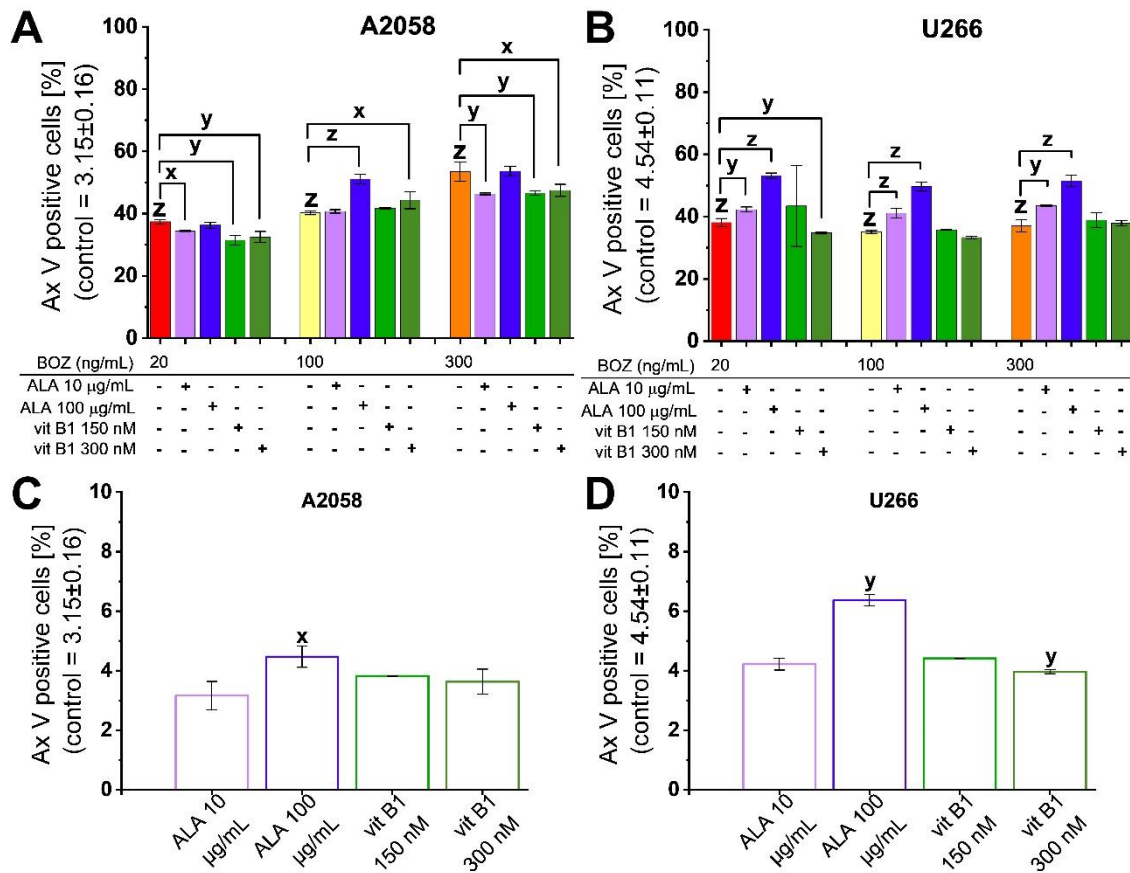 A
A2058
Ax V positive cells [%]
(control = 3.15±0.16)
100
80
60
40
20
0
z
x
y
y
z
z
x
z
y
y
x
BOZ (ng/mL) 20 100 300
ALA 10 µg/mL - + - - - - + - - - - + - - -
ALA 100 µg/mL - - + - - - - + - - - - + - -
vit B1 150 nM - - - + - - - - + - - - - + -
vit B1 300 nM - - - - + - - - - + - - - - +
B
U266
Ax V positive cells [%]
(control = 4.54±0.11)
100
80
60
40
20
0
z
y
z
y
z
z
z
z
z
z
BOZ (ng/mL) 20 100 300
ALA 10 µg/mL - + - - - - + - - - - + - - -
ALA 100 µg/mL - - + - - - - + - - - - + - -
vit B1 150 nM - - - + - - - - + - - - - + -
vit B1 300 nM - - - - + - - - - + - - - - +
C
A2058
Ax V positive cells [%]
(control = 3.15±0.16)
10
8
6
4
2
0
x
ALA 10
µg/mL
ALA 100
µg/mL
vit B1
150 nM
vit B1
300 nM
D
U266
Ax V positive cells [%]
(control = 4.54±0.11)
10
8
6
4
2
0
y
y
ALA 10
µg/mL
ALA 100
µg/mL
vit B1
150 nM
vit B1
300 nM